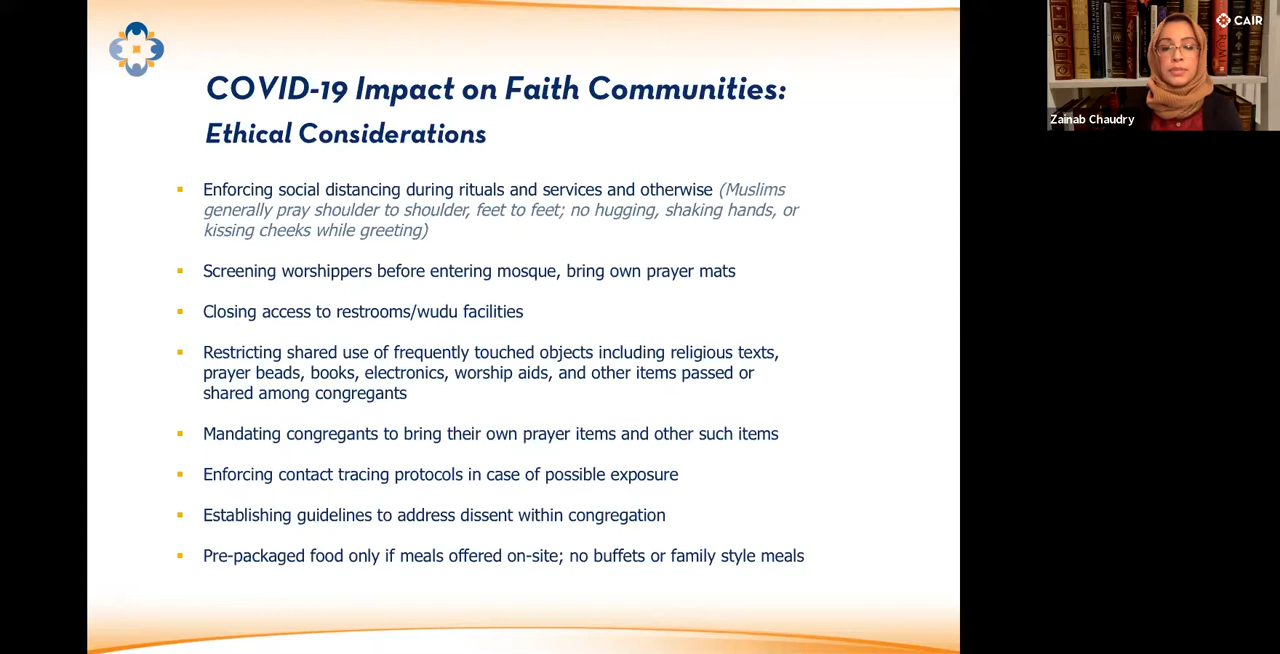 COVID-19 Impact on Faith Communities:
Ethical Considerations
▪ Enforcing social distancing during rituals and services and otherwise (Muslims
generally pray shoulder to shoulder, feet to feet; no hugging, shaking hands, or
kissing cheeks while greeting)
▪ Screening worshippers before entering mosque, bring own prayer mats
▪ Closing access to restrooms/wudu facilities
▪ Restricting shared use of frequently touched objects including religious texts,
prayer beads, books, electronics, worship aids, and other items passed or
shared among congregants
▪ Mandating congregants to bring their own prayer items and other such items
▪ Enforcing contact tracing protocols in case of possible exposure
▪ Establishing guidelines to address dissent within congregation
▪ Pre-packaged food only if meals offered on-site; no buffets or family style meals
CAIR
RUMI
Zainab Chaudry